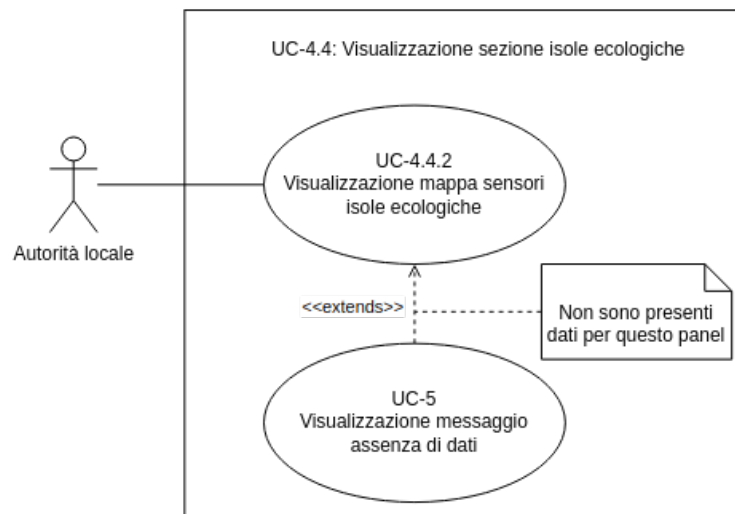 UC-4.4: Visualizzazione sezione isole ecologiche
UC-4.4.2
Visualizzazione mappa sensori
isole ecologiche
Autorità locale
<<extends>>
Non sono presenti
dati per questo panel
UC-5
Visualizzazione messaggio
assenza di dati